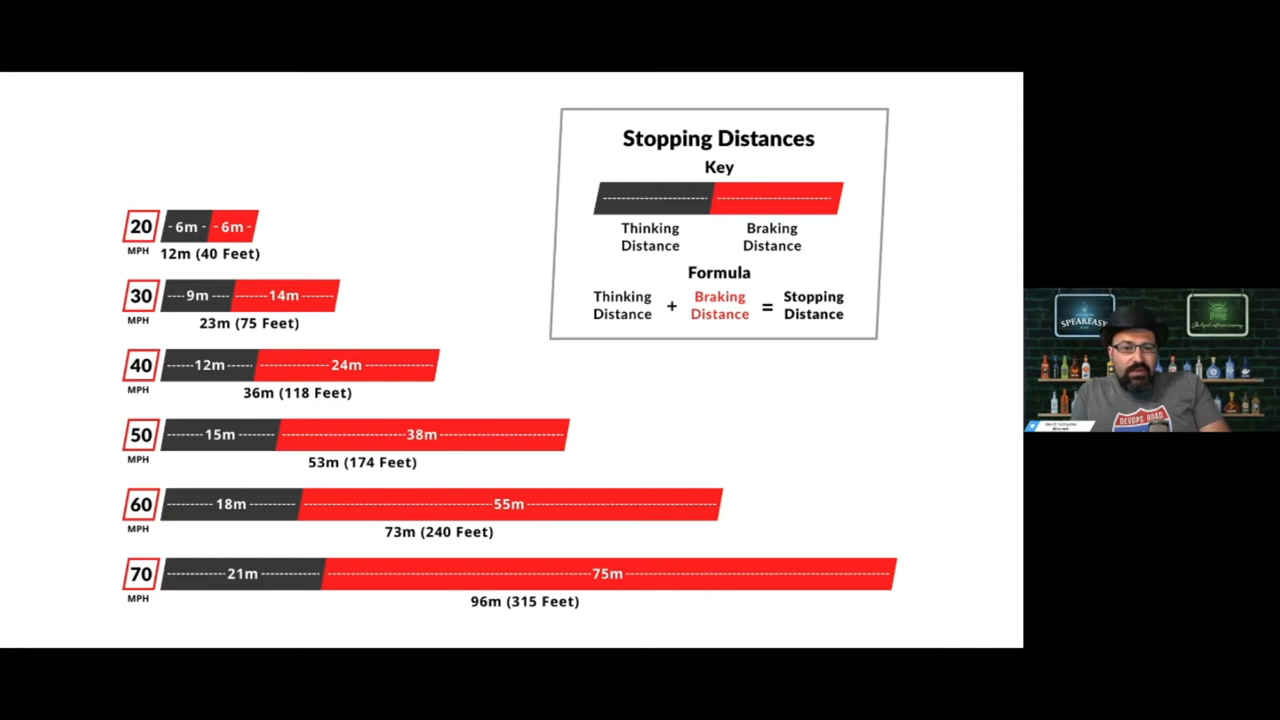 Stopping Distances
Key
Thinking Distance
Braking Distance
Formula
Thinking Distance + Braking Distance = Stopping Distance
20 MPH
- 6m - - 6m -
12m (40 Feet)
30 MPH
9m 14m
23m (75 Feet)
40 MPH
12m 24m
36m (118 Feet)
50 MPH
15m 38m
53m (174 Feet)
60 MPH
18m 55m
73m (240 Feet)
70 MPH
21m 75m
96m (315 Feet)
SPEAKEASY
DEVOPS ROAD